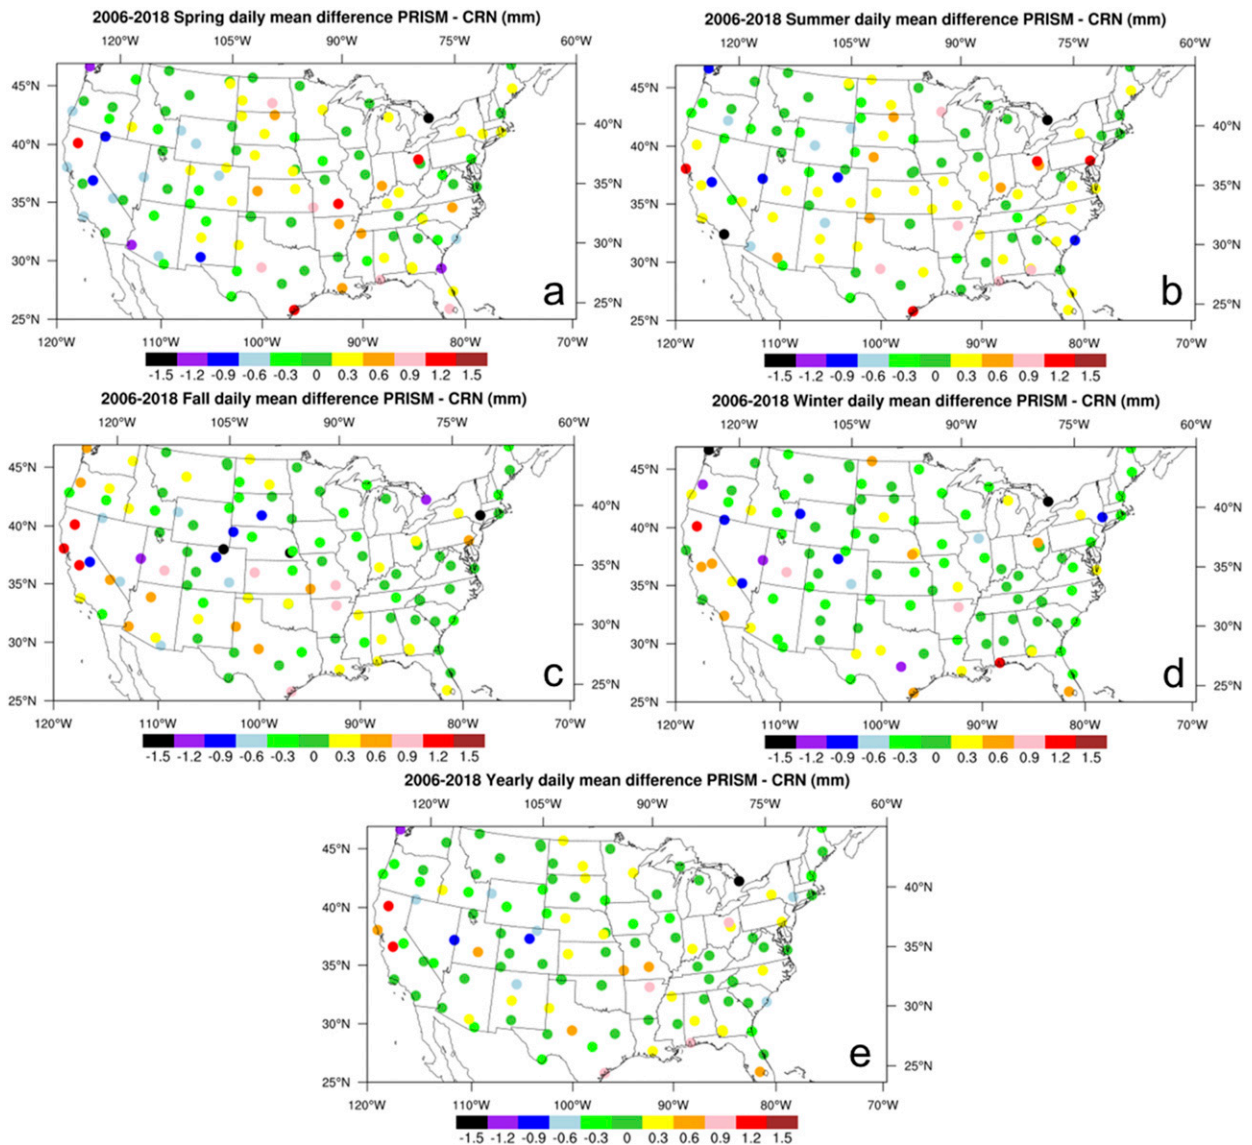 2006-2018 Spring daily mean difference PRISM - CRN (mm)
120°W 105°W 90°W 75°W 60°W
45°N
40°N
40°N
35°N
35°N
30°N
30°N
25°N
25°N
a
120°W 110°W 100°W 90°W 80°W 70°W
-1.5 -1.2 -0.9 -0.6 -0.3 0 0.3 0.6 0.9 1.2 1.5
2006-2018 Summer daily mean difference PRISM - CRN (mm)
120°W 105°W 90°W 75°W 60°W
45°N
40°N
40°N
35°N
35°N
30°N
30°N
25°N
25°N
b
120°W 110°W 100°W 90°W 80°W 70°W
-1.5 -1.2 -0.9 -0.6 -0.3 0 0.3 0.6 0.9 1.2 1.5
2006-2018 Fall daily mean difference PRISM - CRN (mm)
120°W 105°W 90°W 75°W 60°W
45°N
40°N
40°N
35°N
35°N
30°N
30°N
25°N
25°N
c
120°W 110°W 100°W 90°W 80°W 70°W
-1.5 -1.2 -0.9 -0.6 -0.3 0 0.3 0.6 0.9 1.2 1.5
2006-2018 Winter daily mean difference PRISM - CRN (mm)
120°W 105°W 90°W 75°W 60°W
45°N
40°N
40°N
35°N
35°N
30°N
30°N
25°N
25°N
d
120°W 110°W 100°W 90°W 80°W 70°W
-1.5 -1.2 -0.9 -0.6 -0.3 0 0.3 0.6 0.9 1.2 1.5
2006-2018 Yearly daily mean difference PRISM - CRN (mm)
120°W 105°W 90°W 75°W 60°W
45°N
40°N
40°N
35°N
35°N
30°N
30°N
25°N
25°N
e
120°W 110°W 100°W 90°W 80°W 70°W
-1.5 -1.2 -0.9 -0.6 -0.3 0 0.3 0.6 0.9 1.2 1.5